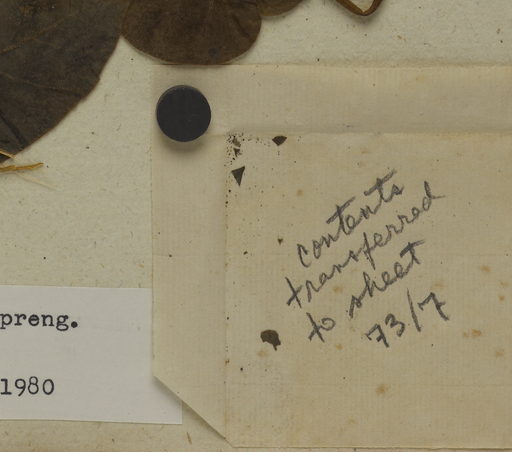 contents
transferred
to sheet
73/7
preng.
1980